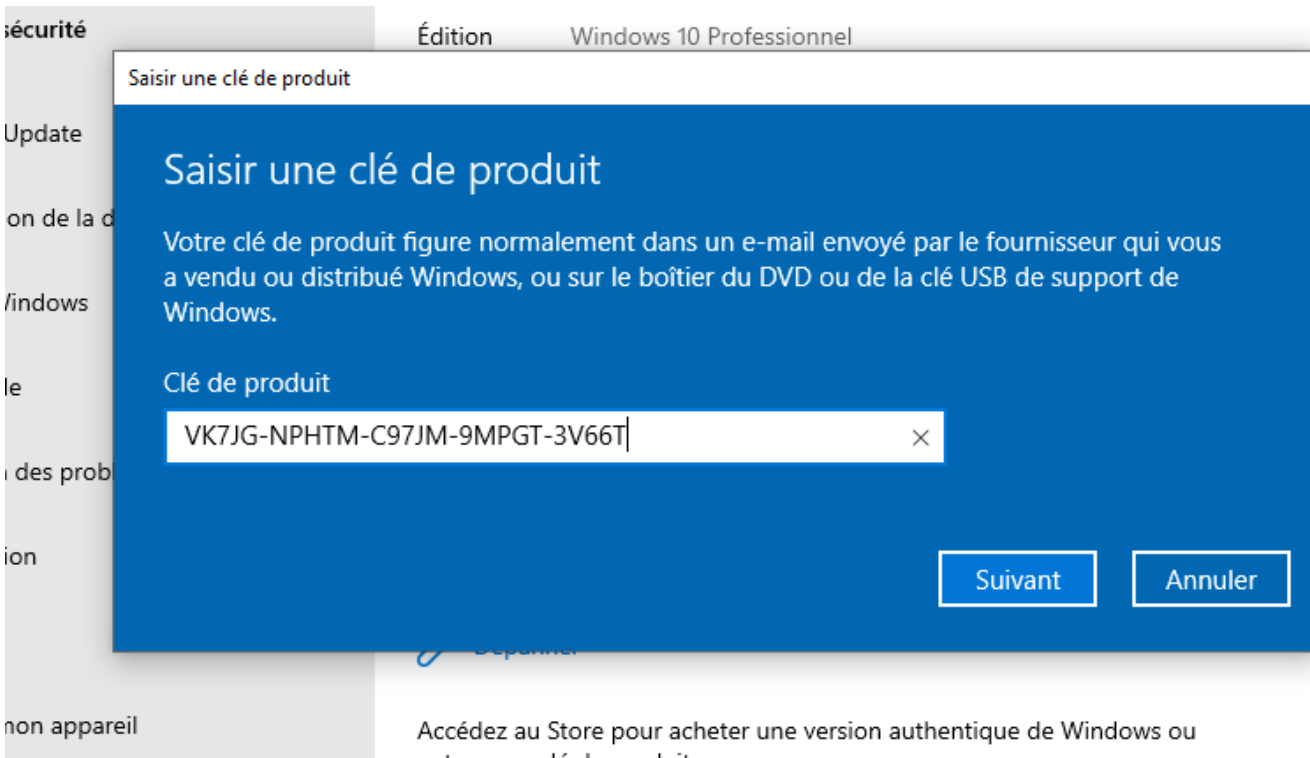 sécurité
Édition Windows 10 Professionnel
Saisir une clé de produit
Update
Saisir une clé de produit
on de la d
Votre clé de produit figure normalement dans un e-mail envoyé par le fournisseur qui vous
a vendu ou distribué Windows, ou sur le boîtier du DVD ou de la clé USB de support de
Windows.
indows
Clé de produit
le
VK7JG-NPHTM-C97JM-9MPGT-3V66T
des prob
ion
Suivant Annuler
mon appareil
Accédez au Store pour acheter une version authentique de Windows ou